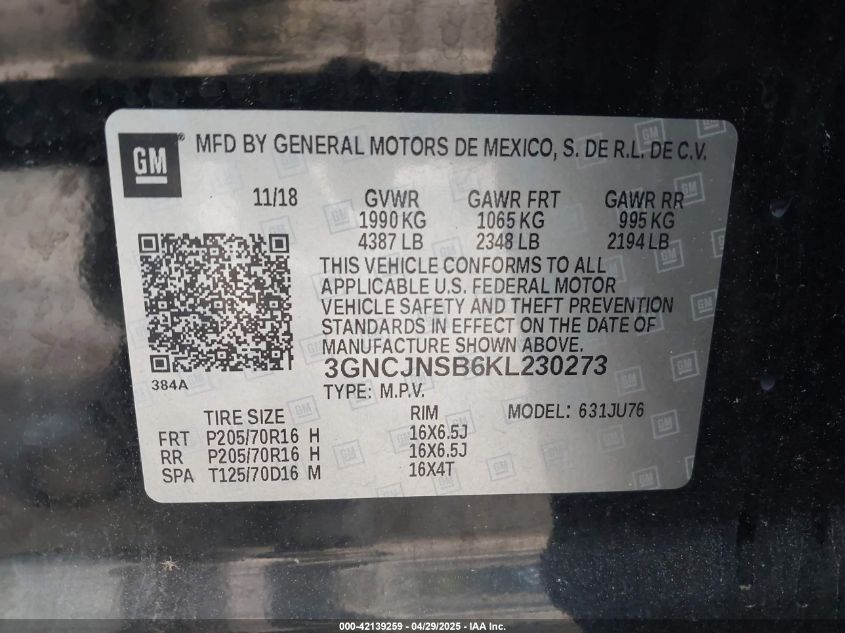 GM
MFD BY GENERAL MOTORS DE MEXICO, S. DE R.L. DE C.V.
11/18 GVWR GAWR FRT GAWR RR
1990 KG 1065 KG 995 KG
4387 LB 2348 LB 2194 LB
THIS VEHICLE CONFORMS TO ALL
APPLICABLE U.S. FEDERAL MOTOR
VEHICLE SAFETY AND THEFT PREVENTION
STANDARDS IN EFFECT ON THE DATE OF
MANUFACTURE SHOWN ABOVE.
3GNCJNSB6KL230273
384A
TYPE: M.P.V.
TIRE SIZE RIM MODEL: 631JU76
FRT P205/70R16 H 16X6.5J
RR P205/70R16 H 16X6.5J
SPA T125/70D16 M 16X4T
000-42139259 - 04/29/2025 - IAA Inc.